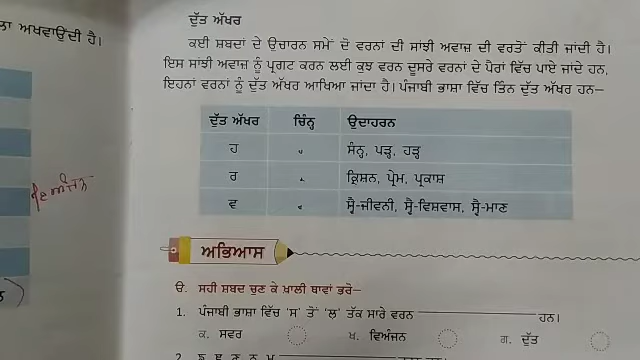 ਲਾ ਅਖਵਾਉਂਦੀ ਹੈ।
ਦੁੱਤ ਅੱਖਰ
ਕਈ ਸ਼ਬਦਾਂ ਦੇ ਉਚਾਰਨ ਸਮੇਂ ਦੋ ਵਰਨਾਂ ਦੀ ਸਾਂਝੀ ਅਵਾਜ਼ ਦੀ ਵਰਤੋਂ ਕੀਤੀ ਜਾਂਦੀ ਹੈ।
ਇਸ ਸਾਂਝੀ ਅਵਾਜ਼ ਨੂੰ ਪ੍ਰਗਟ ਕਰਨ ਲਈ ਕੁਝ ਵਰਨ ਦੂਸਰੇ ਵਰਨਾਂ ਦੇ ਪੈਰਾਂ ਵਿੱਚ ਪਾਏ ਜਾਂਦੇ ਹਨ,
ਇਹਨਾਂ ਵਰਨਾਂ ਨੂੰ ਦੁੱਤ ਅੱਖਰ ਆਖਿਆ ਜਾਂਦਾ ਹੈ। ਪੰਜਾਬੀ ਭਾਸ਼ਾ ਵਿੱਚ ਤਿੰਨ ਦੁੱਤ ਅੱਖਰ ਹਨ—
ਦੁੱਤ ਅੱਖਰ ਚਿੰਨ੍ਹ ਉਦਾਹਰਨ
ਹ ੍ਹ ਸੰਨ੍ਹ, ਪੜ੍ਹ, ਹੜ੍ਹ
ਰ ੍ਰ ਕ੍ਰਿਸ਼ਨ, ਪ੍ਰੇਮ, ਪ੍ਰਕਾਸ਼
ਵ ੍ਵ ਸ੍ਵੈ-ਜੀਵਨੀ, ਸ੍ਵੈ-ਵਿਸ਼ਵਾਸ, ਸ੍ਵੈ-ਮਾਣ
ਅਭਿਆਸ
ੳ. ਸਹੀ ਸ਼ਬਦ ਚੁਣ ਕੇ ਖ਼ਾਲੀ ਥਾਵਾਂ ਭਰੋ—
1. ਪੰਜਾਬੀ ਭਾਸ਼ਾ ਵਿੱਚ 'ਸ' ਤੋਂ 'ਲ਼' ਤੱਕ ਸਾਰੇ ਵਰਨ ਹਨ।
ਕ. ਸਵਰ ਖ. ਵਿਅੰਜਨ ਗ. ਦੁੱਤ
2.